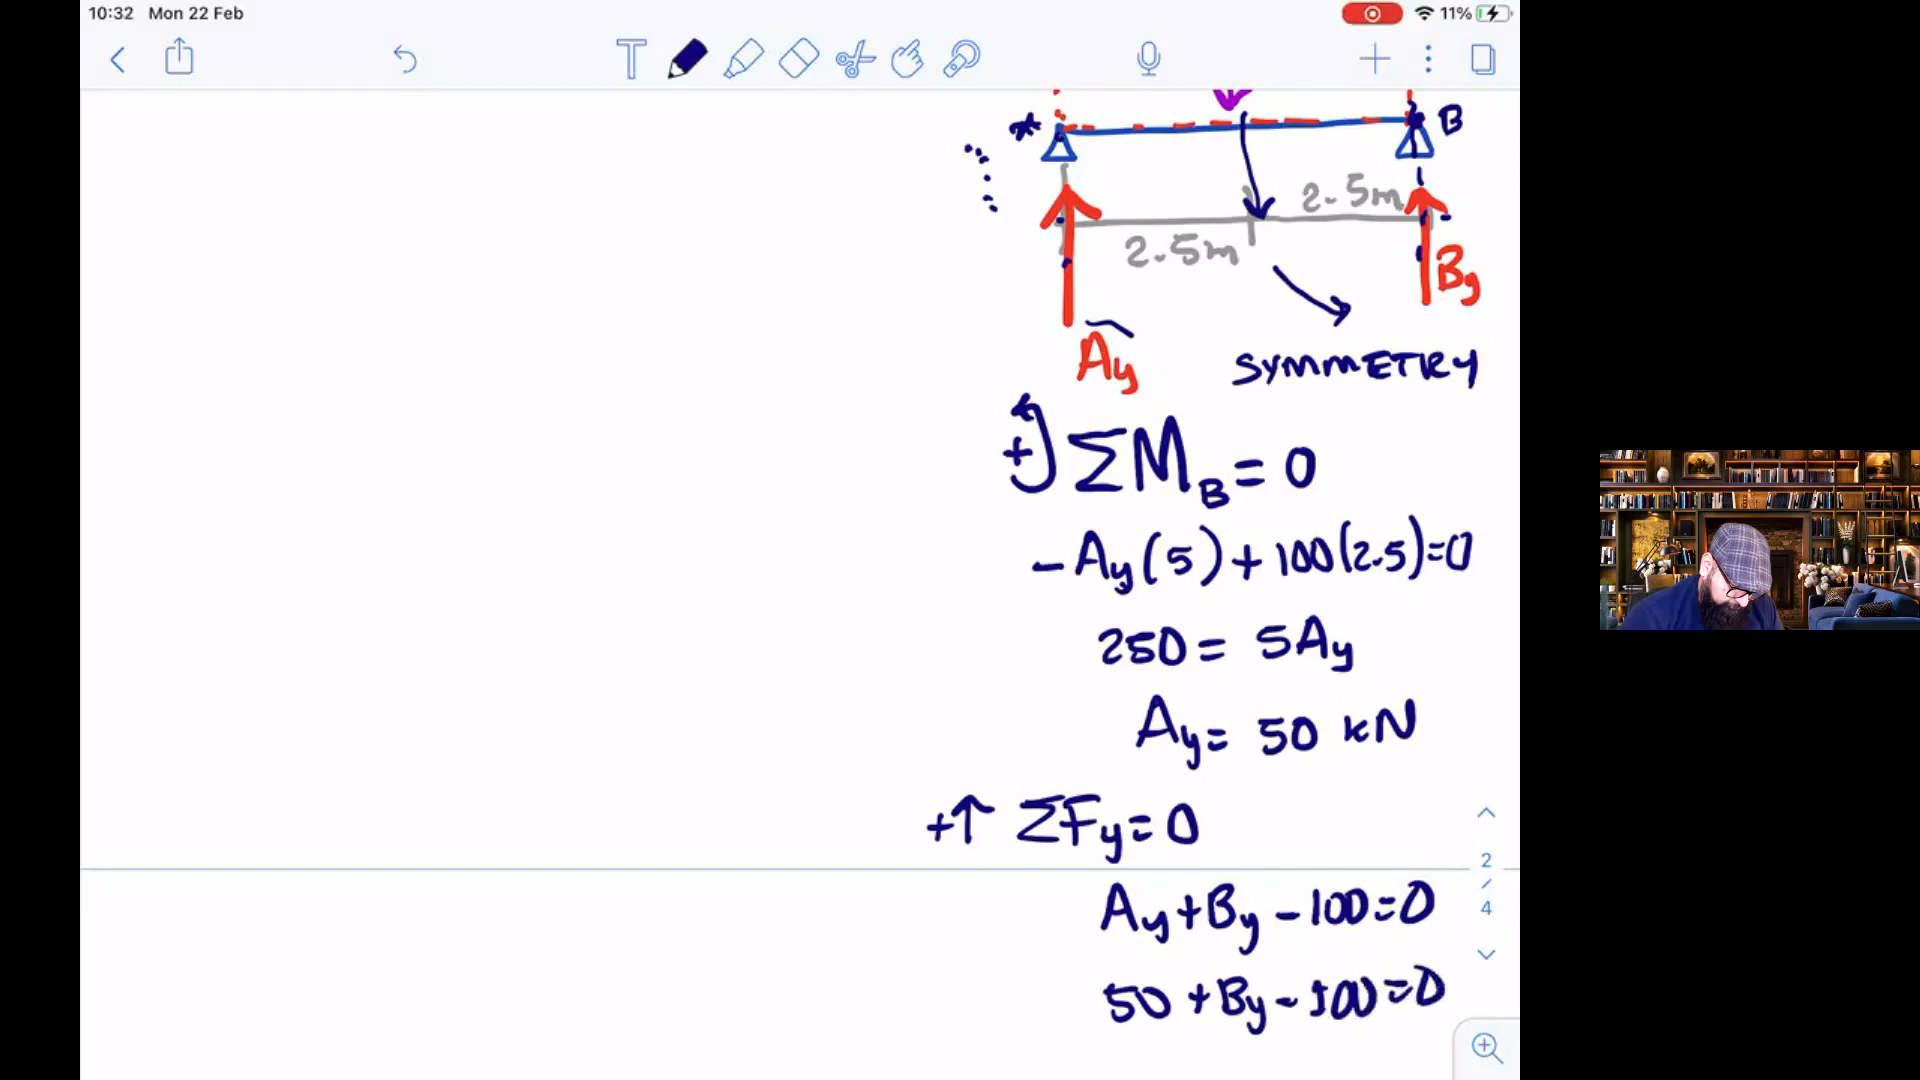 10:32 Mon 22 Feb
11%
T
B
2.5m
2.5m
By
Ay
SYMMETRY
+ ΣM_B = 0
-Ay(5)+100(2.5)=0
250 = 5Ay
Ay = 50 kN
+↑ ΣFy=0
2
/
4
Ay+By-100=0
50+By-100=0